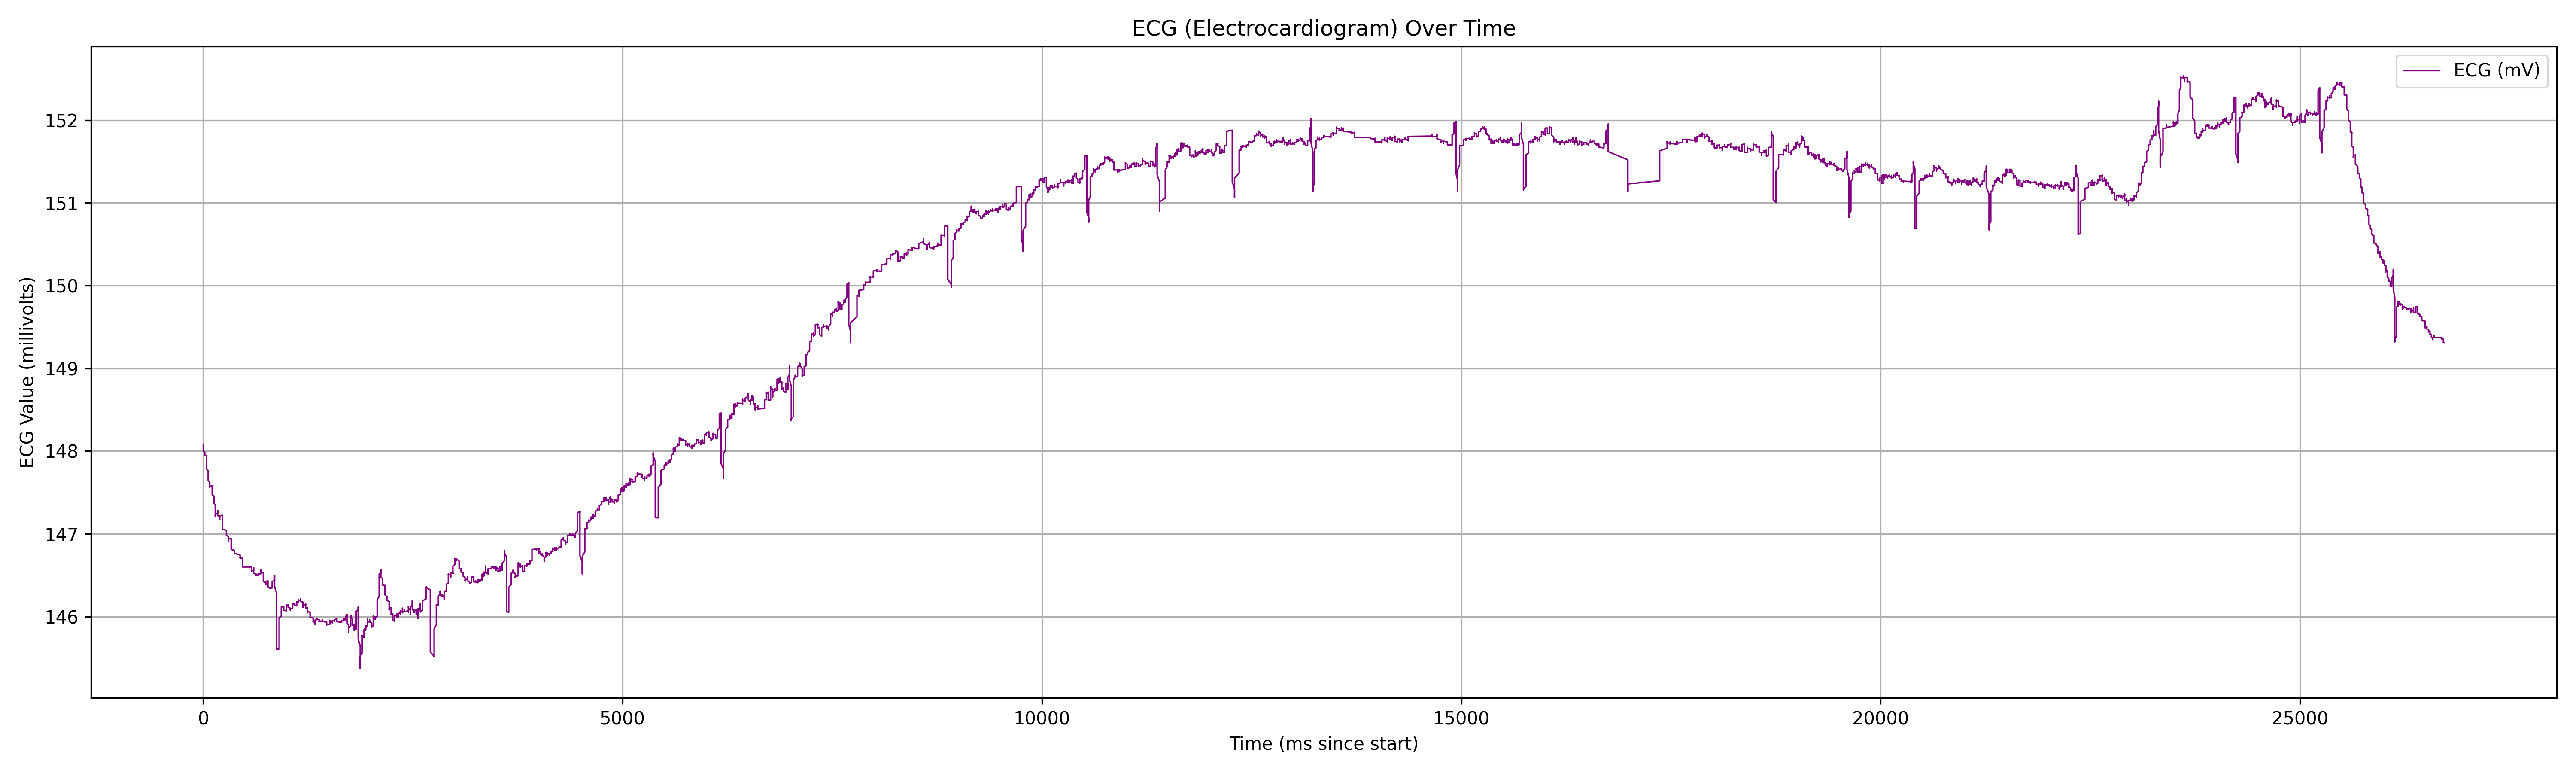 ECG (Electrocardiogram) Over Time
ECG (mV)
ECG Value (millivolts)
152
151
150
149
148
147
146
0 5000 10000 15000 20000 25000
Time (ms since start)